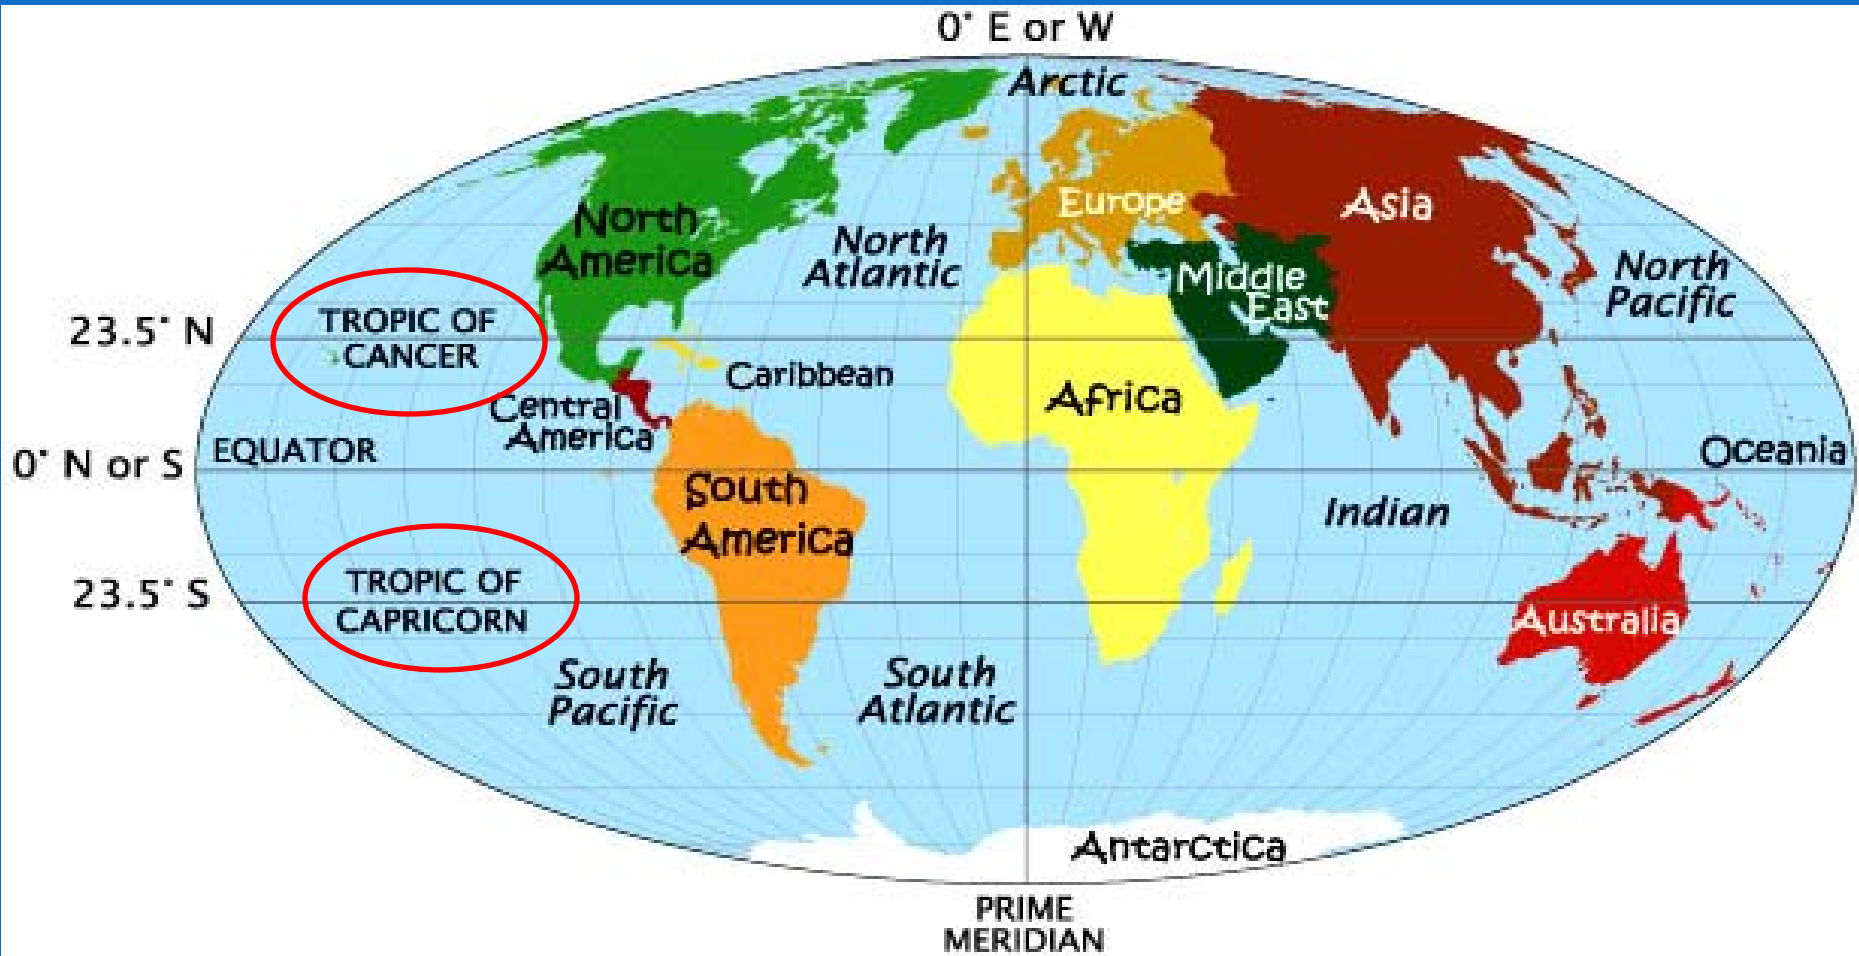 0° E or W
Arctic
North
America
Europe
Asia
North
Atlantic
Middle
East
North
Pacific
23.5° N
TROPIC OF
CANCER
Caribbean
Africa
Central
America
EQUATOR
0° N or S
Oceania
South
America
Indian
23.5° S
TROPIC OF
CAPRICORN
Australia
South
Pacific
South
Atlantic
Antarctica
PRIME
MERIDIAN